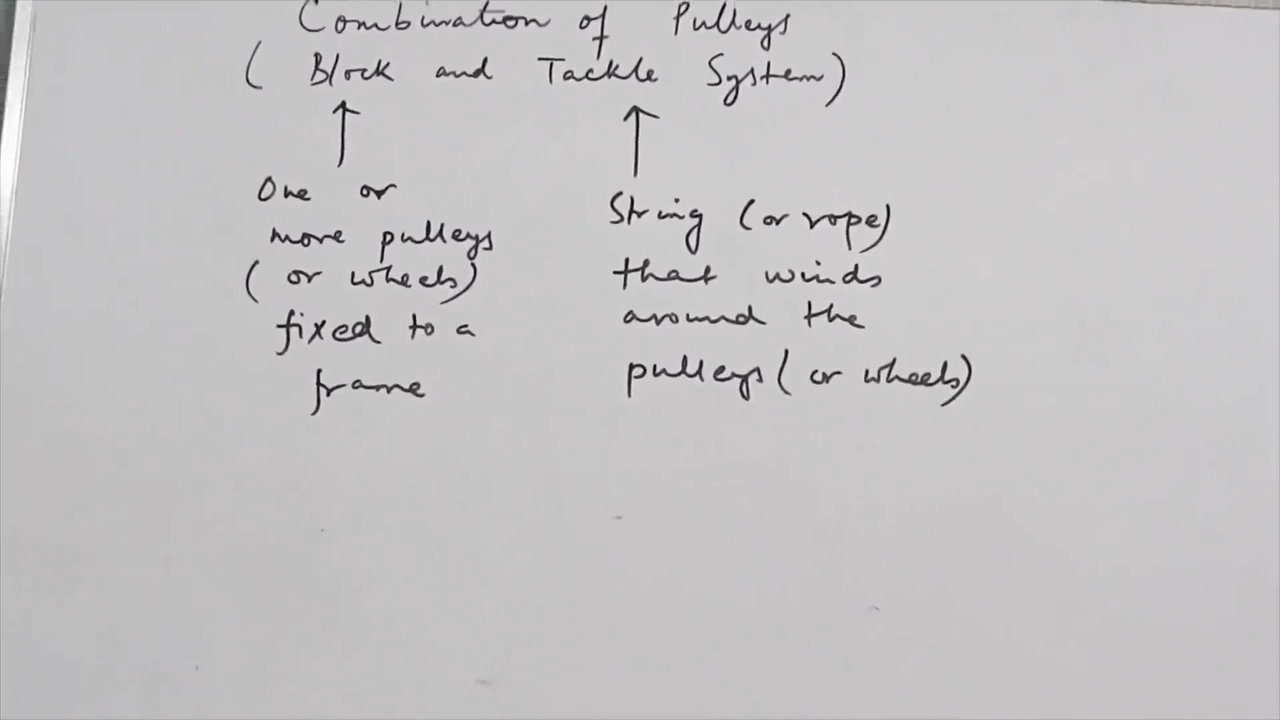 Combination of Pulleys
( Block and Tackle System)
One or
more pulleys
( or wheels)
fixed to a
frame
String (or rope)
that winds
around the
pulleys ( or wheels)